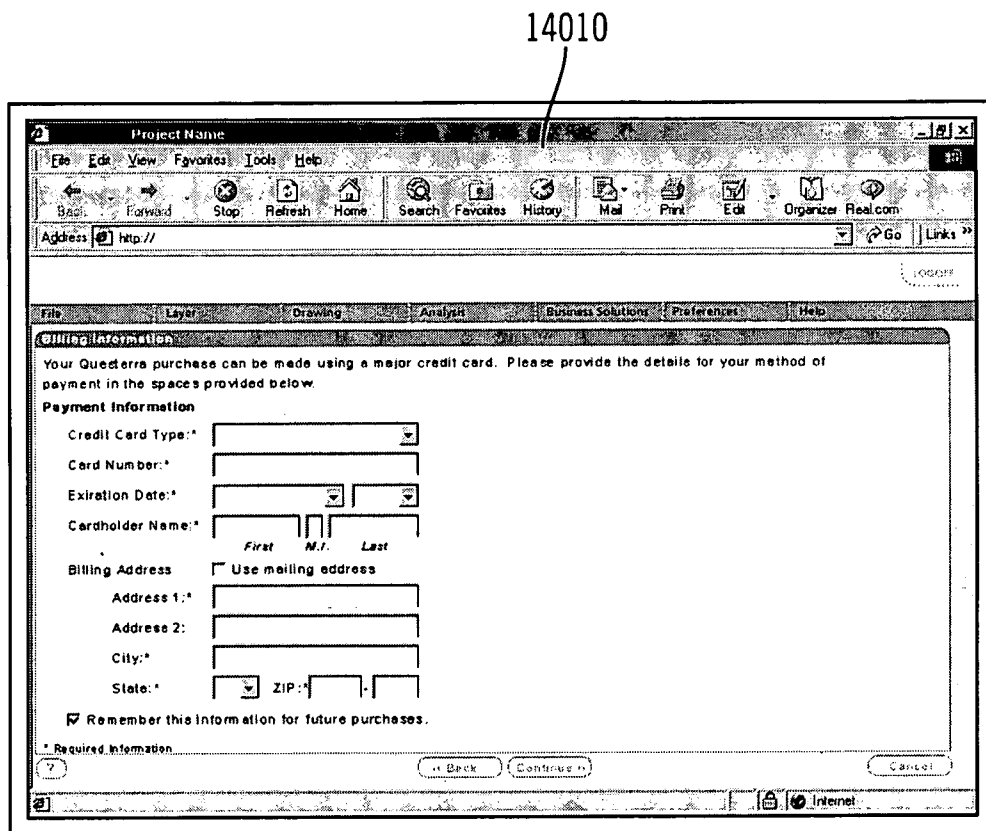 14010
Project Name
File Edit View Favorites Tools Help
Back Forward Stop Refresh Home Search Favorites History Mail Print Edit Organizer Real.com
Address http:// Go Links »
LOGOFF
File Layer Drawing Analysis Business Solutions Preferences Help
Billing Information
Your Questerra purchase can be made using a major credit card. Please provide the details for your method of
payment in the spaces provided below.
Payment Information
Credit Card Type:*
Card Number:*
Exiration Date:*
Cardholder Name:*
First M.I. Last
Billing Address Use mailing address
Address 1:*
Address 2:
City:*
State:* ZIP:* -
Remember this information for future purchases.
* Required Information
? « Back Continue » Cancel
Internet